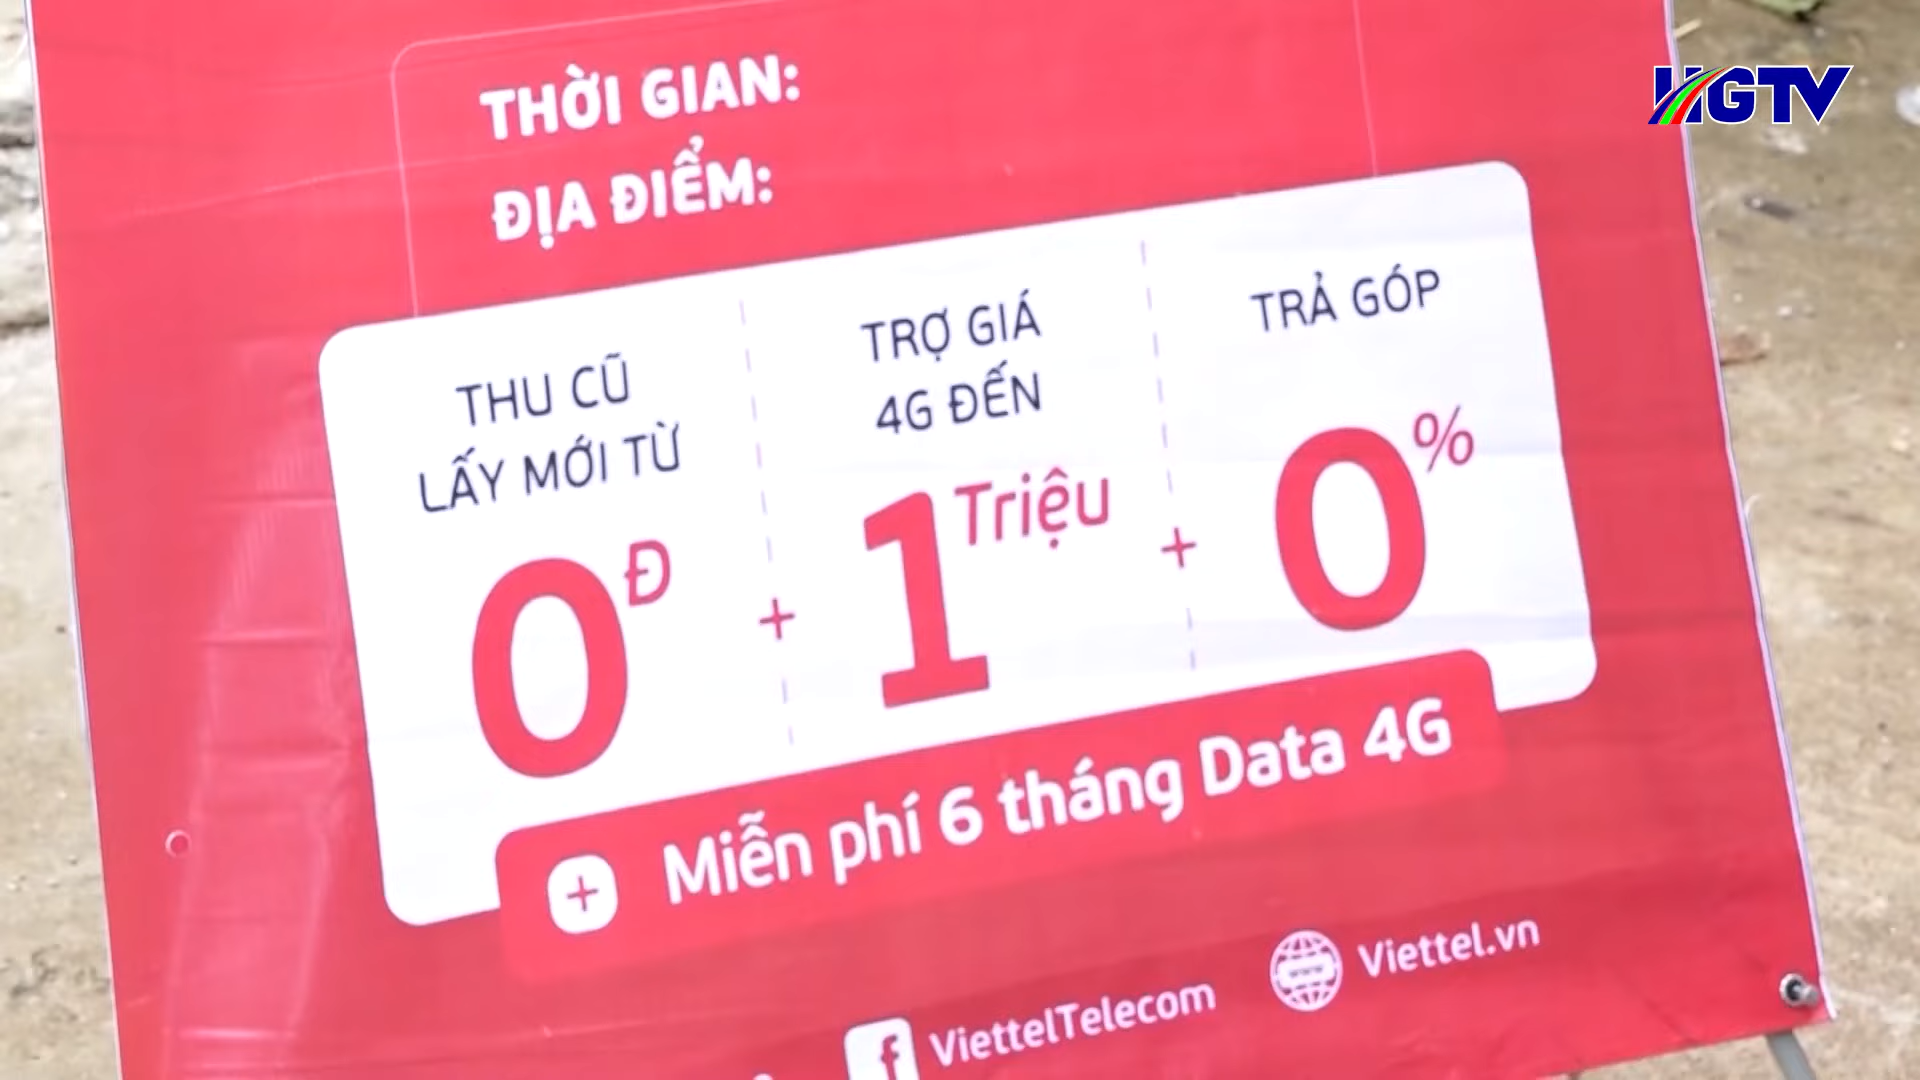 HGTV
THỜI GIAN:
ĐỊA ĐIỂM:
THU CŨ
LẤY MỚI TỪ
0Đ
+
TRỢ GIÁ
4G ĐẾN
1 Triệu
+
TRẢ GÓP
0%
+ Miễn phí 6 tháng Data 4G
f ViettelTelecom
www Viettel.vn